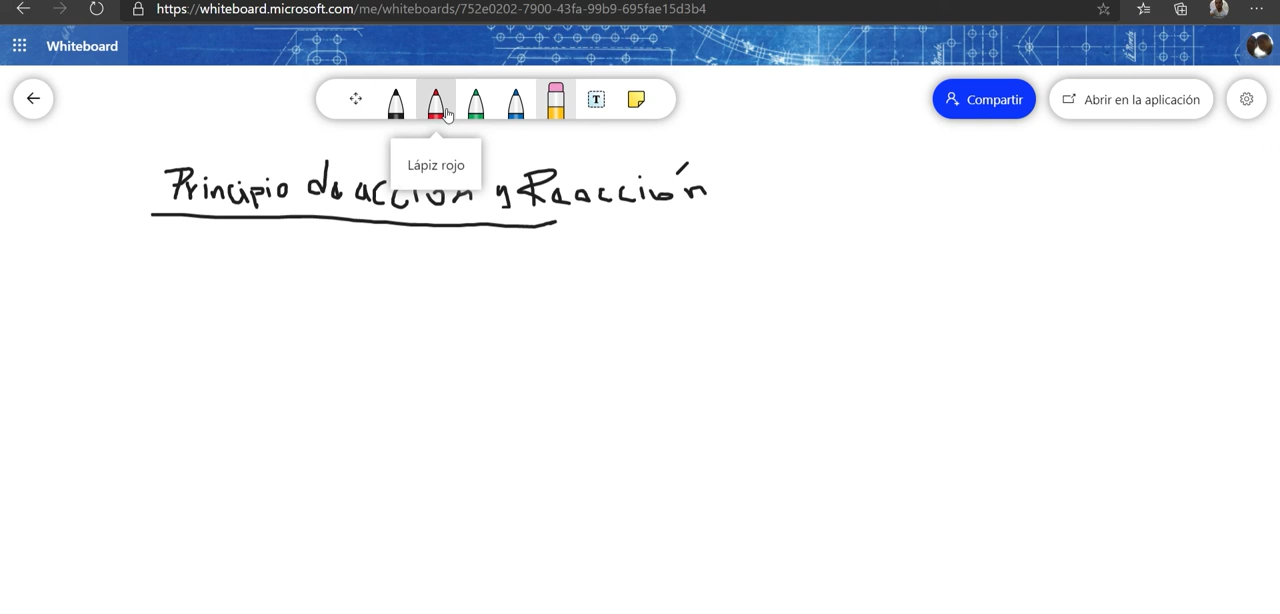 https://whiteboard.microsoft.com/me/whiteboards/752e0202-7900-43fa-99b9-695fae15d3b4
Whiteboard
T
Compartir
Abrir en la aplicación
Lápiz rojo
Principio de acción y Reacción